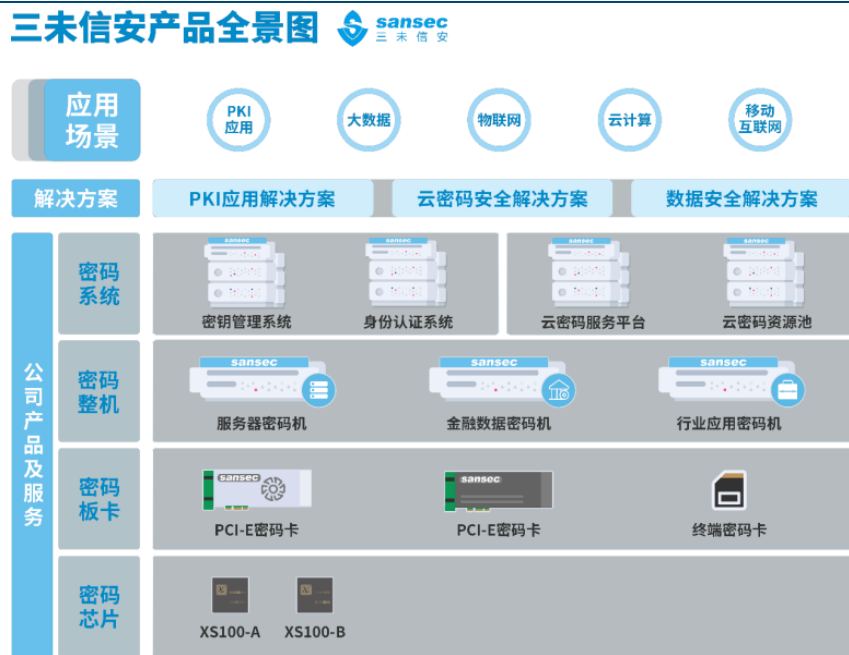 三未信安产品全景图
sansec
三未信安
应用
场景
PKI
应用
大数据
物联网
云计算
移动
互联网
解决方案
PKI应用解决方案
云密码安全解决方案
数据安全解决方案
公司产品及服务
密码
系统
sansec
sansec
sansec
sansec
密钥管理系统
身份认证系统
云密码服务平台
云密码资源池
密码
整机
sansec
sansec
sansec
服务器密码机
金融数据密码机
行业应用密码机
密码
板卡
sansec
sansec
PCI-E密码卡
PCI-E密码卡
终端密码卡
密码
芯片
XS100-A
XS100-B